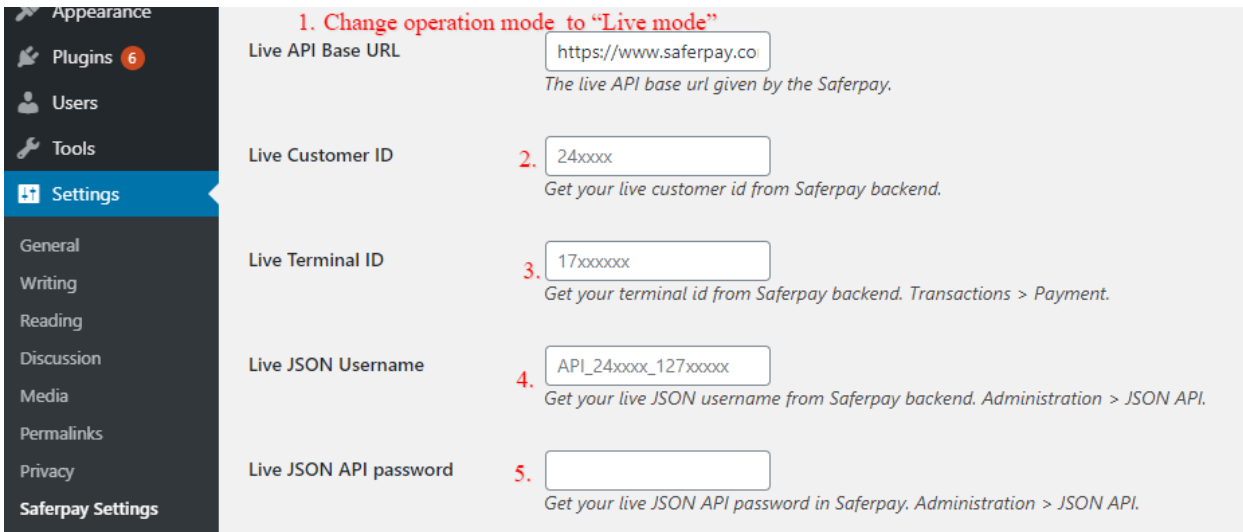 Appearance
Plugins 6
Users
Tools
Settings
General
Writing
Reading
Discussion
Media
Permalinks
Privacy
Saferpay Settings
1. Change operation mode to “Live mode”
Live API Base URL
https://www.saferpay.co
The live API base url given by the Saferpay.
Live Customer ID
2.
24xxxx
Get your live customer id from Saferpay backend.
Live Terminal ID
3.
17xxxxxx
Get your terminal id from Saferpay backend. Transactions > Payment.
Live JSON Username
4.
API_24xxxx_127xxxxx
Get your live JSON username from Saferpay backend. Administration > JSON API.
Live JSON API password
5.
Get your live JSON API password in Saferpay. Administration > JSON API.